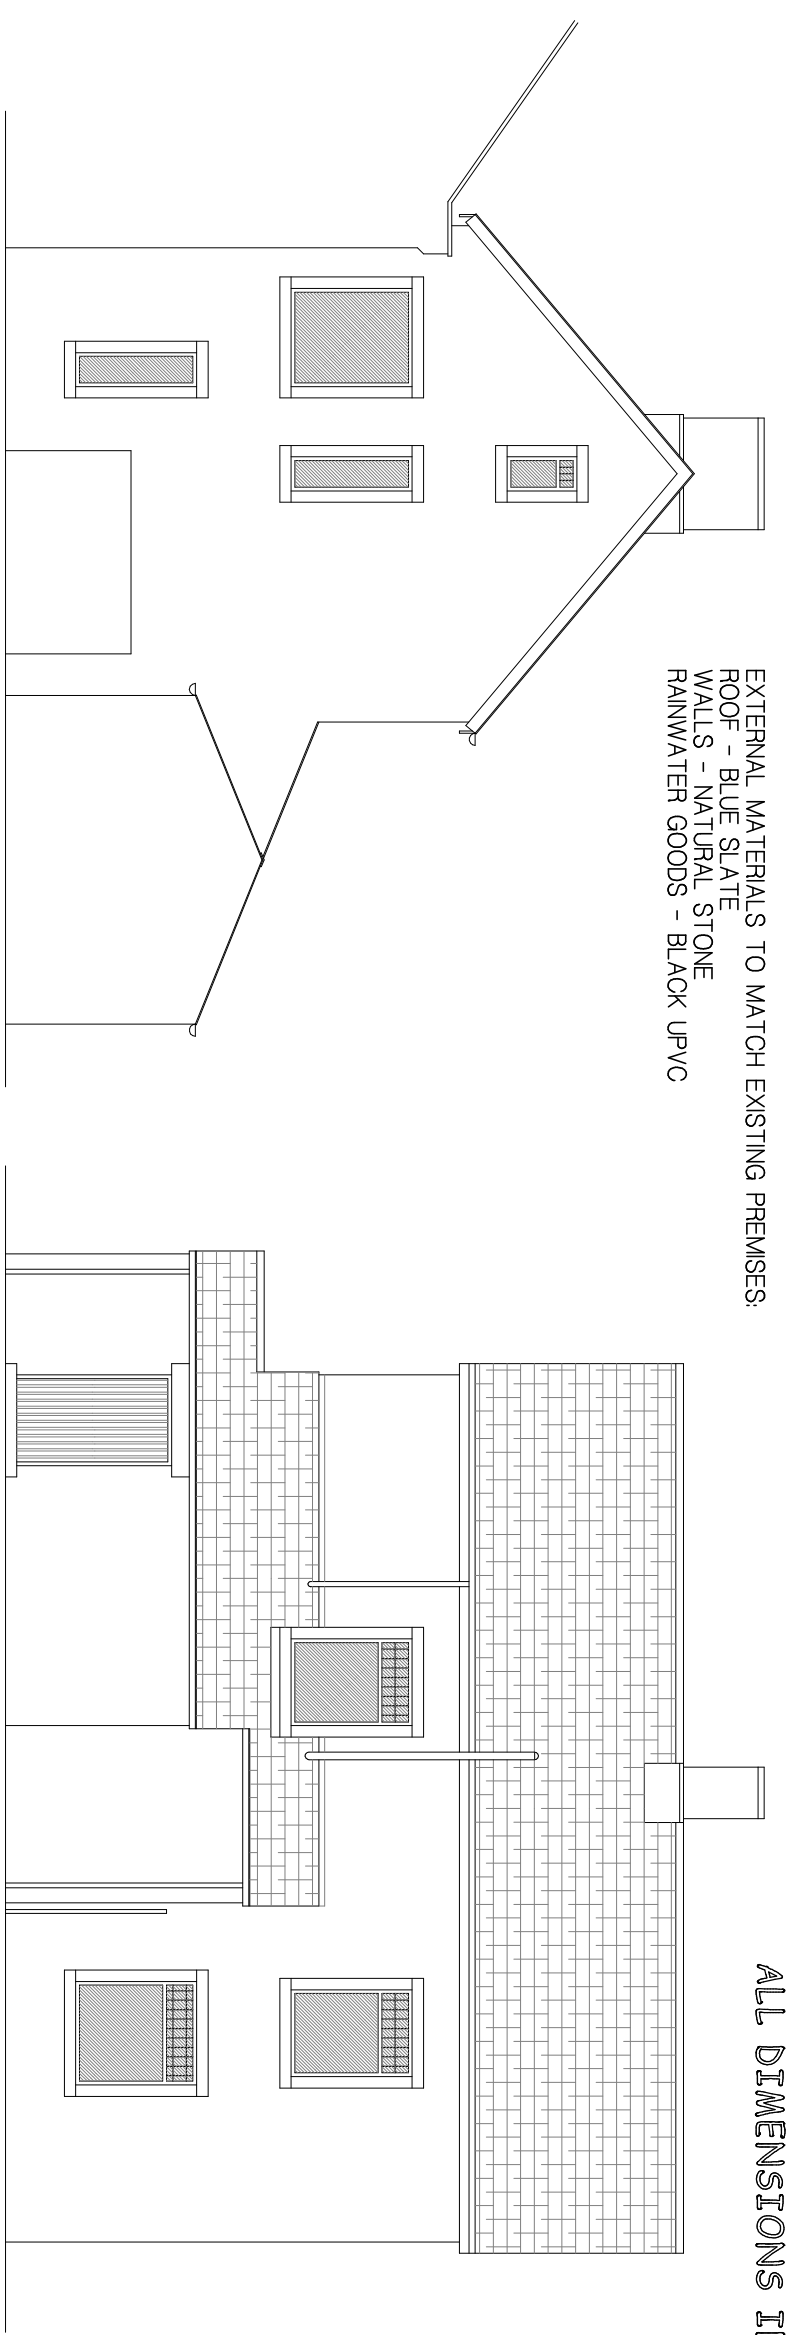 EXTERNAL MATERIALS TO MATCH EXISTING PREMISES:
ROOF - BLUE SLATE
WALLS - NATURAL STONE
RAINWATER GOODS - BLACK UPVC
ALL DIMENSIONS